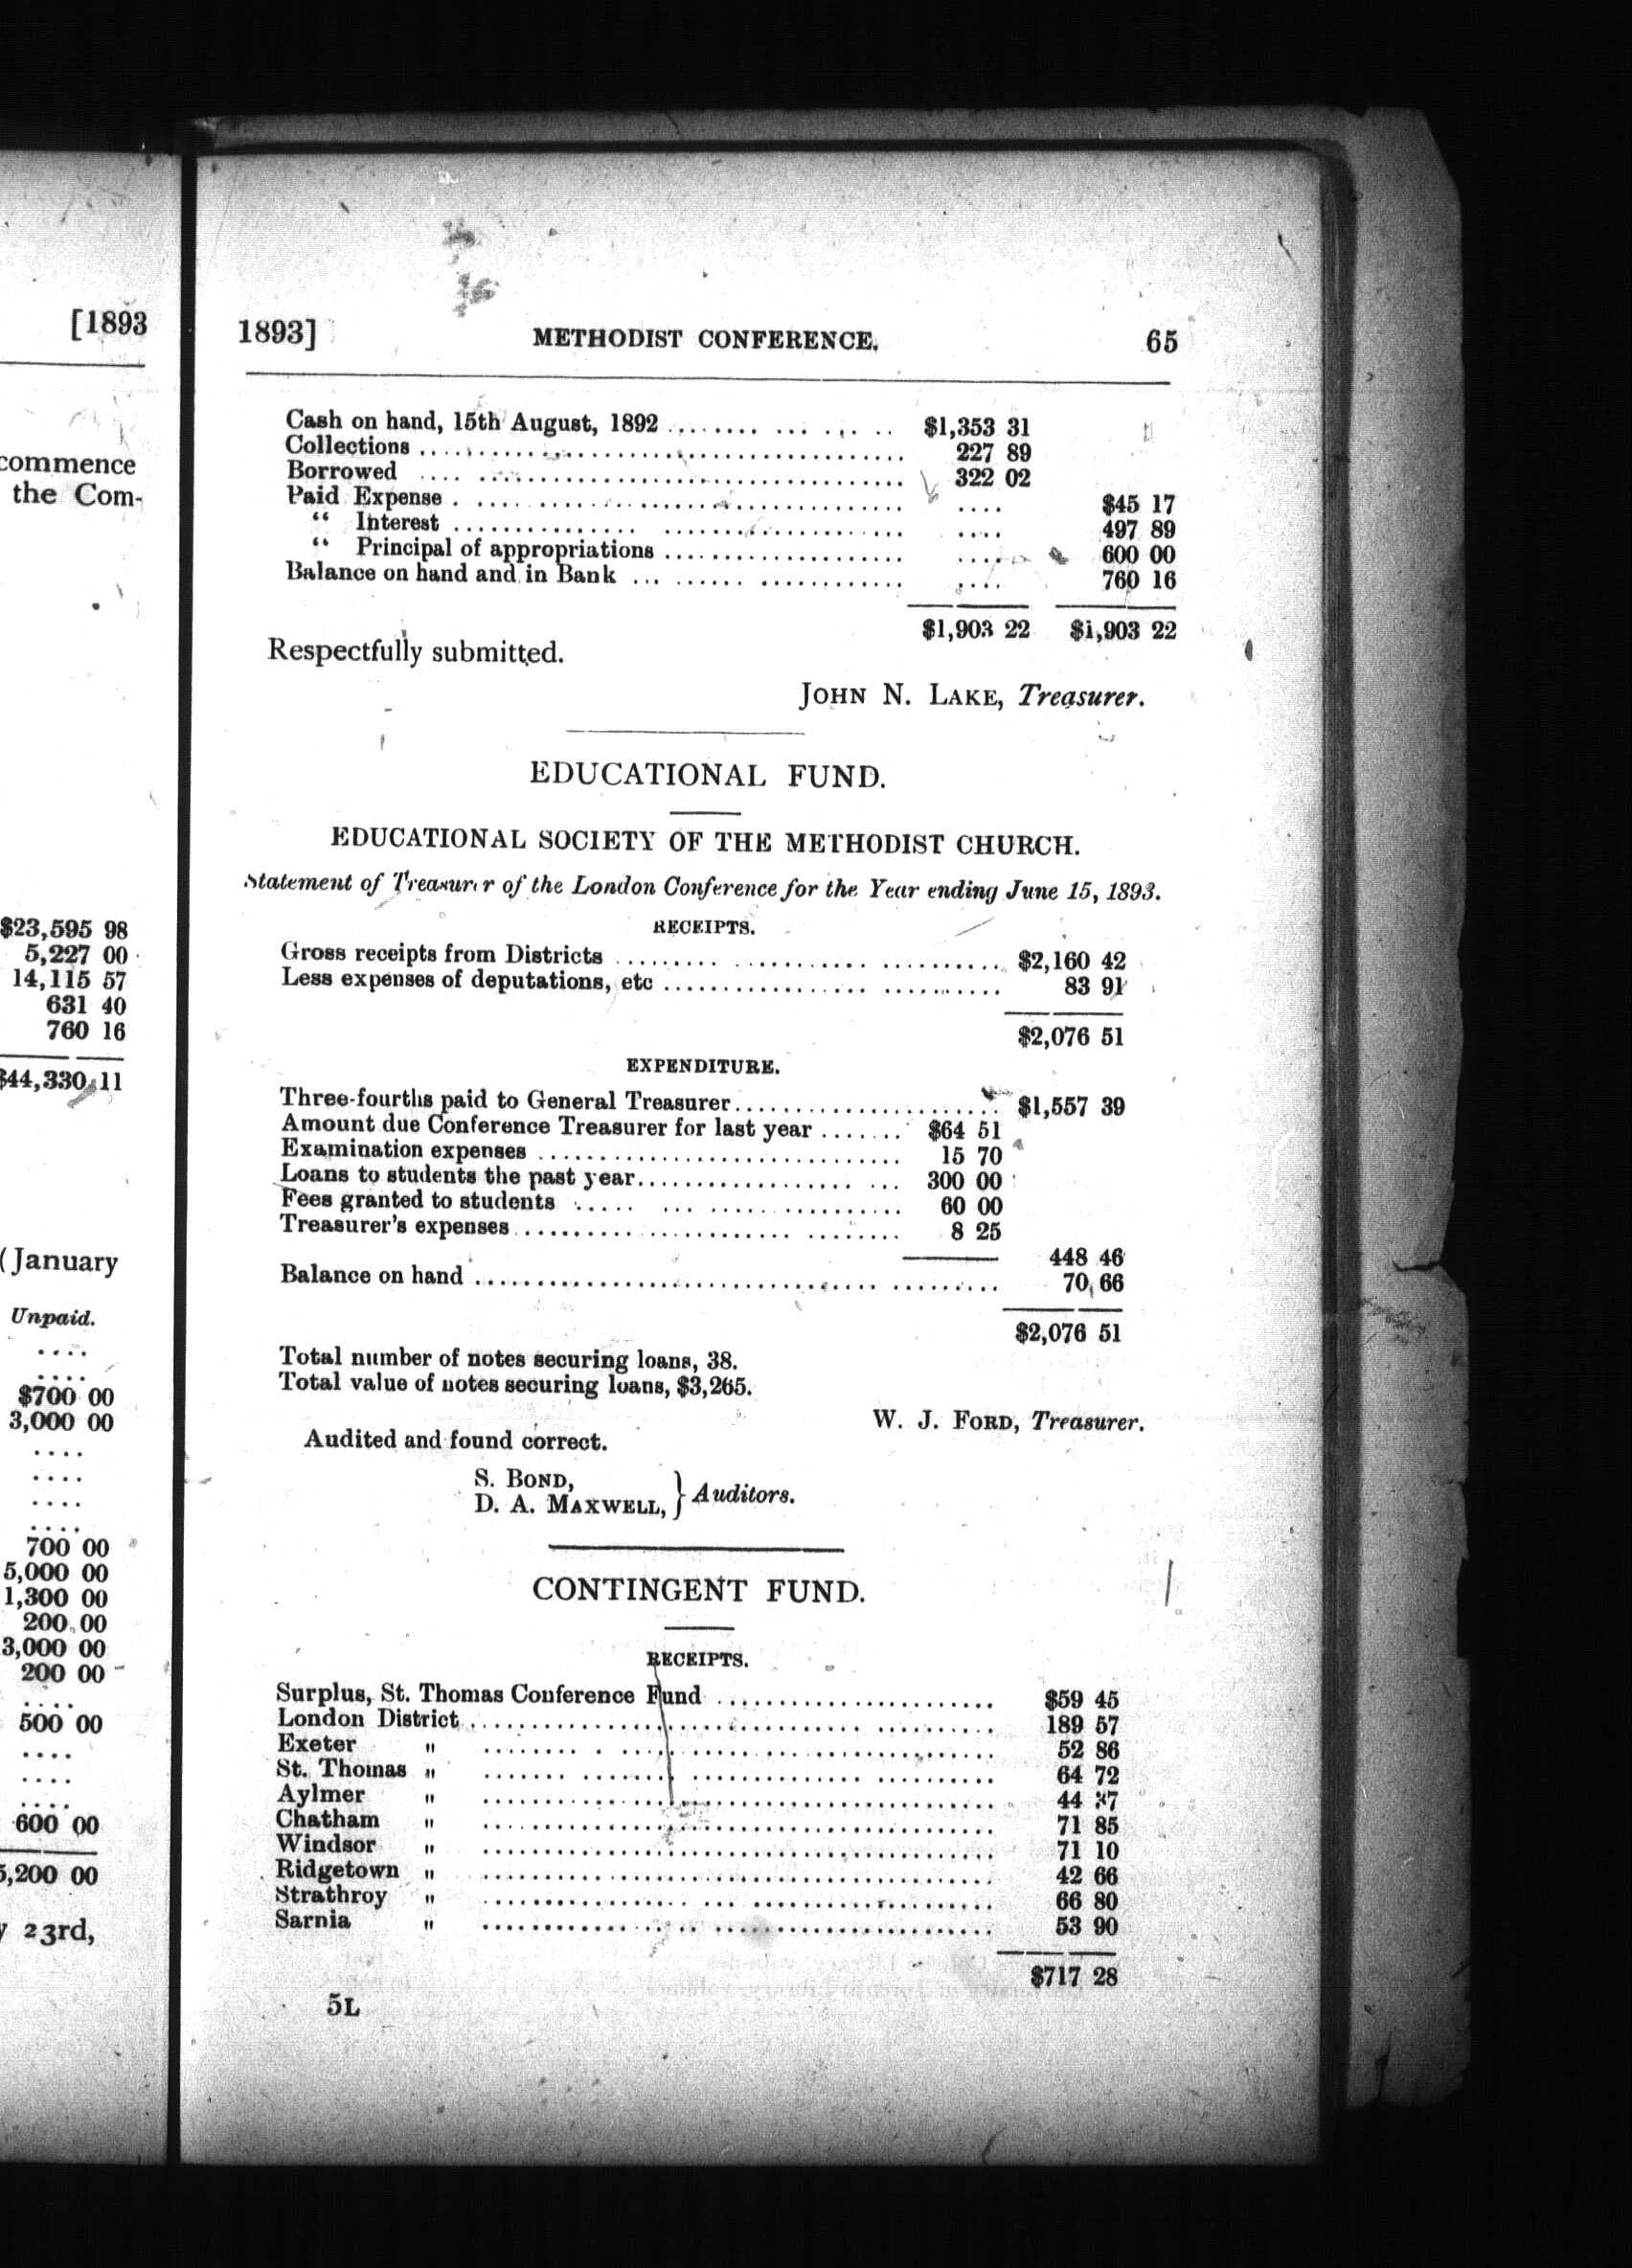 [1893
commence
the Com-
$23,595 98
5,227 00
14,115 57
631 40
760 16
$44,330 11
(January
Unpaid.
....
....
$700 00
3,000 00
....
....
....
....
700 00
5,000 00
1,300 00
200 00
3,000 00
200 00
....
500 00
....
....
....
600 00
5,200 00
23rd,
1893] METHODIST CONFERENCE. 65
Cash on hand, 15th August, 1892 .................. $1,353 31
Collections .................. 227 89
Borrowed .................. 322 02
Paid Expense .................. .... $45 17
“ Interest .................. .... 497 89
“ Principal of appropriations .................. .... 600 00
Balance on hand and in Bank .................. .... 760 16
$1,903 22 $1,903 22
Respectfully submitted.
JOHN N. LAKE, Treasurer.
EDUCATIONAL FUND.
EDUCATIONAL SOCIETY OF THE METHODIST CHURCH.
Statement of Treasurer of the London Conference for the Year ending June 15, 1893.
RECEIPTS.
Gross receipts from Districts .................. $2,160 42
Less expenses of deputations, etc .................. 83 91
$2,076 51
EXPENDITURE.
Three-fourths paid to General Treasurer.................. $1,557 39
Amount due Conference Treasurer for last year ....... $64 51
Examination expenses .................. 15 70
Loans to students the past year.................. 300 00
Fees granted to students .................. 60 00
Treasurer's expenses .................. 8 25
448 46
Balance on hand .................. 70 66
$2,076 51
Total number of notes securing loans, 38.
Total value of notes securing loans, $3,265.
W. J. FORD, Treasurer.
Audited and found correct.
S. BOND,
D. A. MAXWELL, } Auditors.
CONTINGENT FUND.
RECEIPTS.
Surplus, St. Thomas Conference Fund .................. $59 45
London District .................. 189 57
Exeter " .................. 52 86
St. Thomas " .................. 64 72
Aylmer " .................. 44 37
Chatham " .................. 71 85
Windsor " .................. 71 10
Ridgetown " .................. 42 66
Strathroy " .................. 66 80
Sarnia " .................. 53 90
$717 28
5L